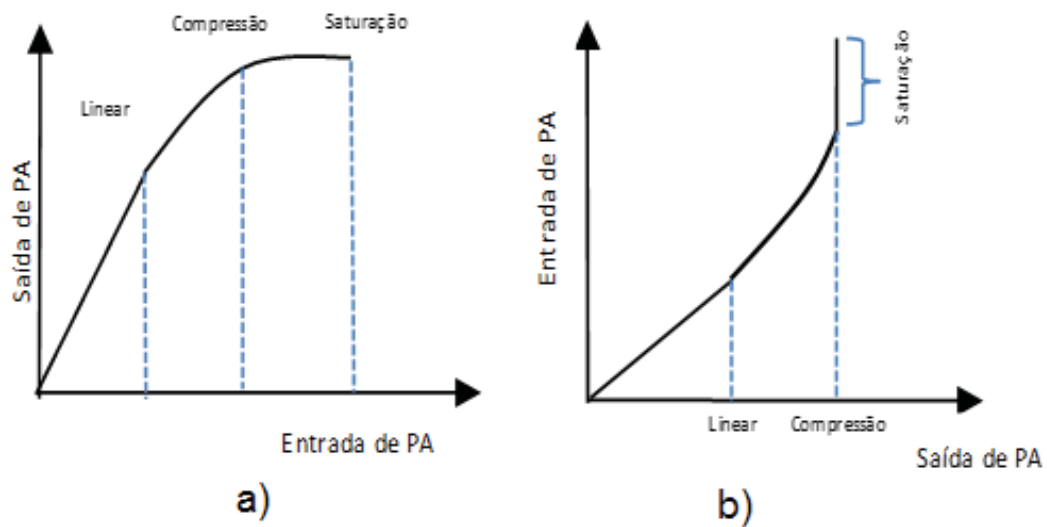 Compressão
Saturação
Linear
Saída de PA
Entrada de PA
a)
Saturação
Entrada de PA
Linear
Compressão
Saída de PA
b)